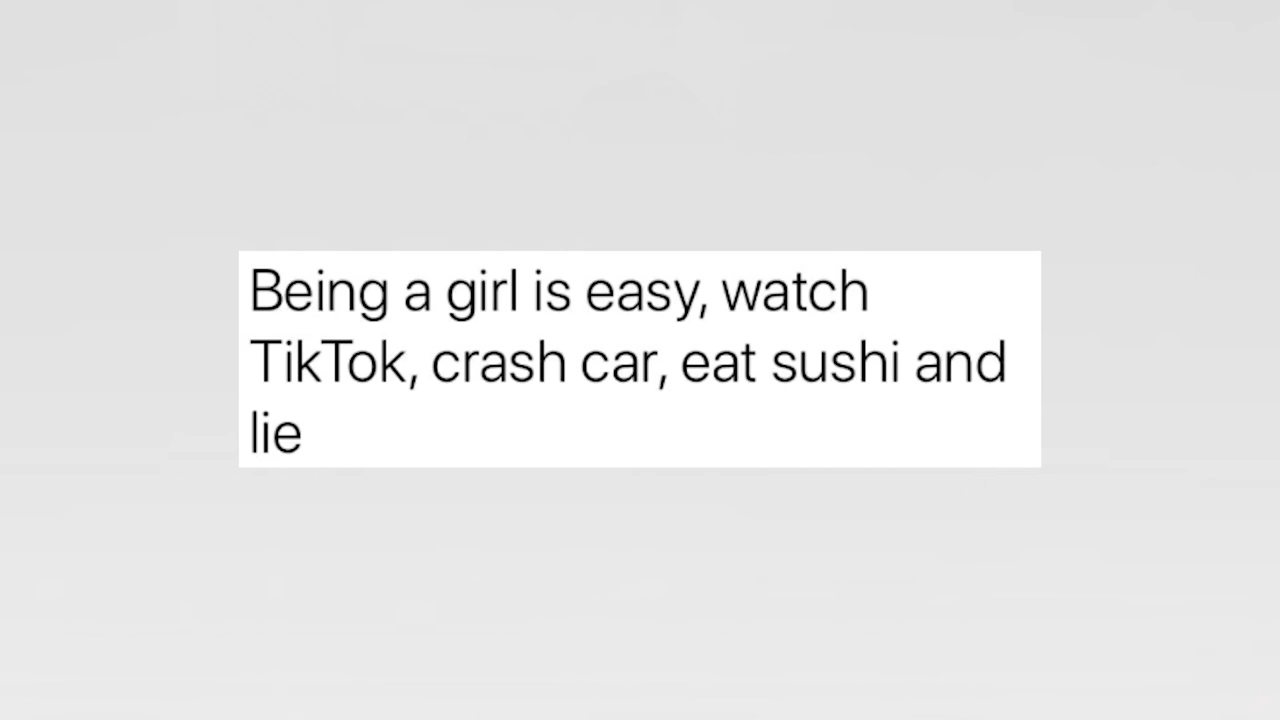 Being a girl is easy, watch
TikTok, crash car, eat sushi and
lie